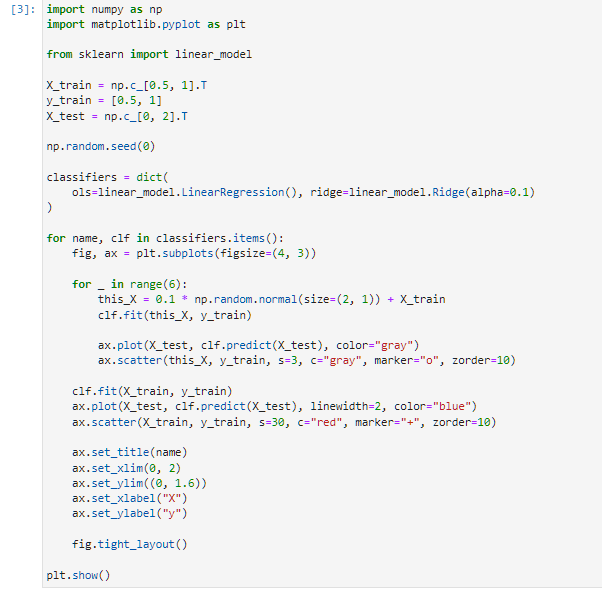 [3]: import numpy as np
import matplotlib.pyplot as plt
from sklearn import linear_model
X_train = np.c_[0.5, 1].T
y_train = [0.5, 1]
X_test = np.c_[0, 2].T
np.random.seed(0)
classifiers = dict(
    ols=linear_model.LinearRegression(), ridge=linear_model.Ridge(alpha=0.1)
)
for name, clf in classifiers.items():
    fig, ax = plt.subplots(figsize=(4, 3))
    for _ in range(6):
        this_X = 0.1 * np.random.normal(size=(2, 1)) + X_train
        clf.fit(this_X, y_train)
        ax.plot(X_test, clf.predict(X_test), color="gray")
        ax.scatter(this_X, y_train, s=3, c="gray", marker="o", zorder=10)
    clf.fit(X_train, y_train)
    ax.plot(X_test, clf.predict(X_test), linewidth=2, color="blue")
    ax.scatter(X_train, y_train, s=30, c="red", marker="+", zorder=10)
    ax.set_title(name)
    ax.set_xlim(0, 2)
    ax.set_ylim((0, 1.6))
    ax.set_xlabel("X")
    ax.set_ylabel("y")
    fig.tight_layout()
plt.show()